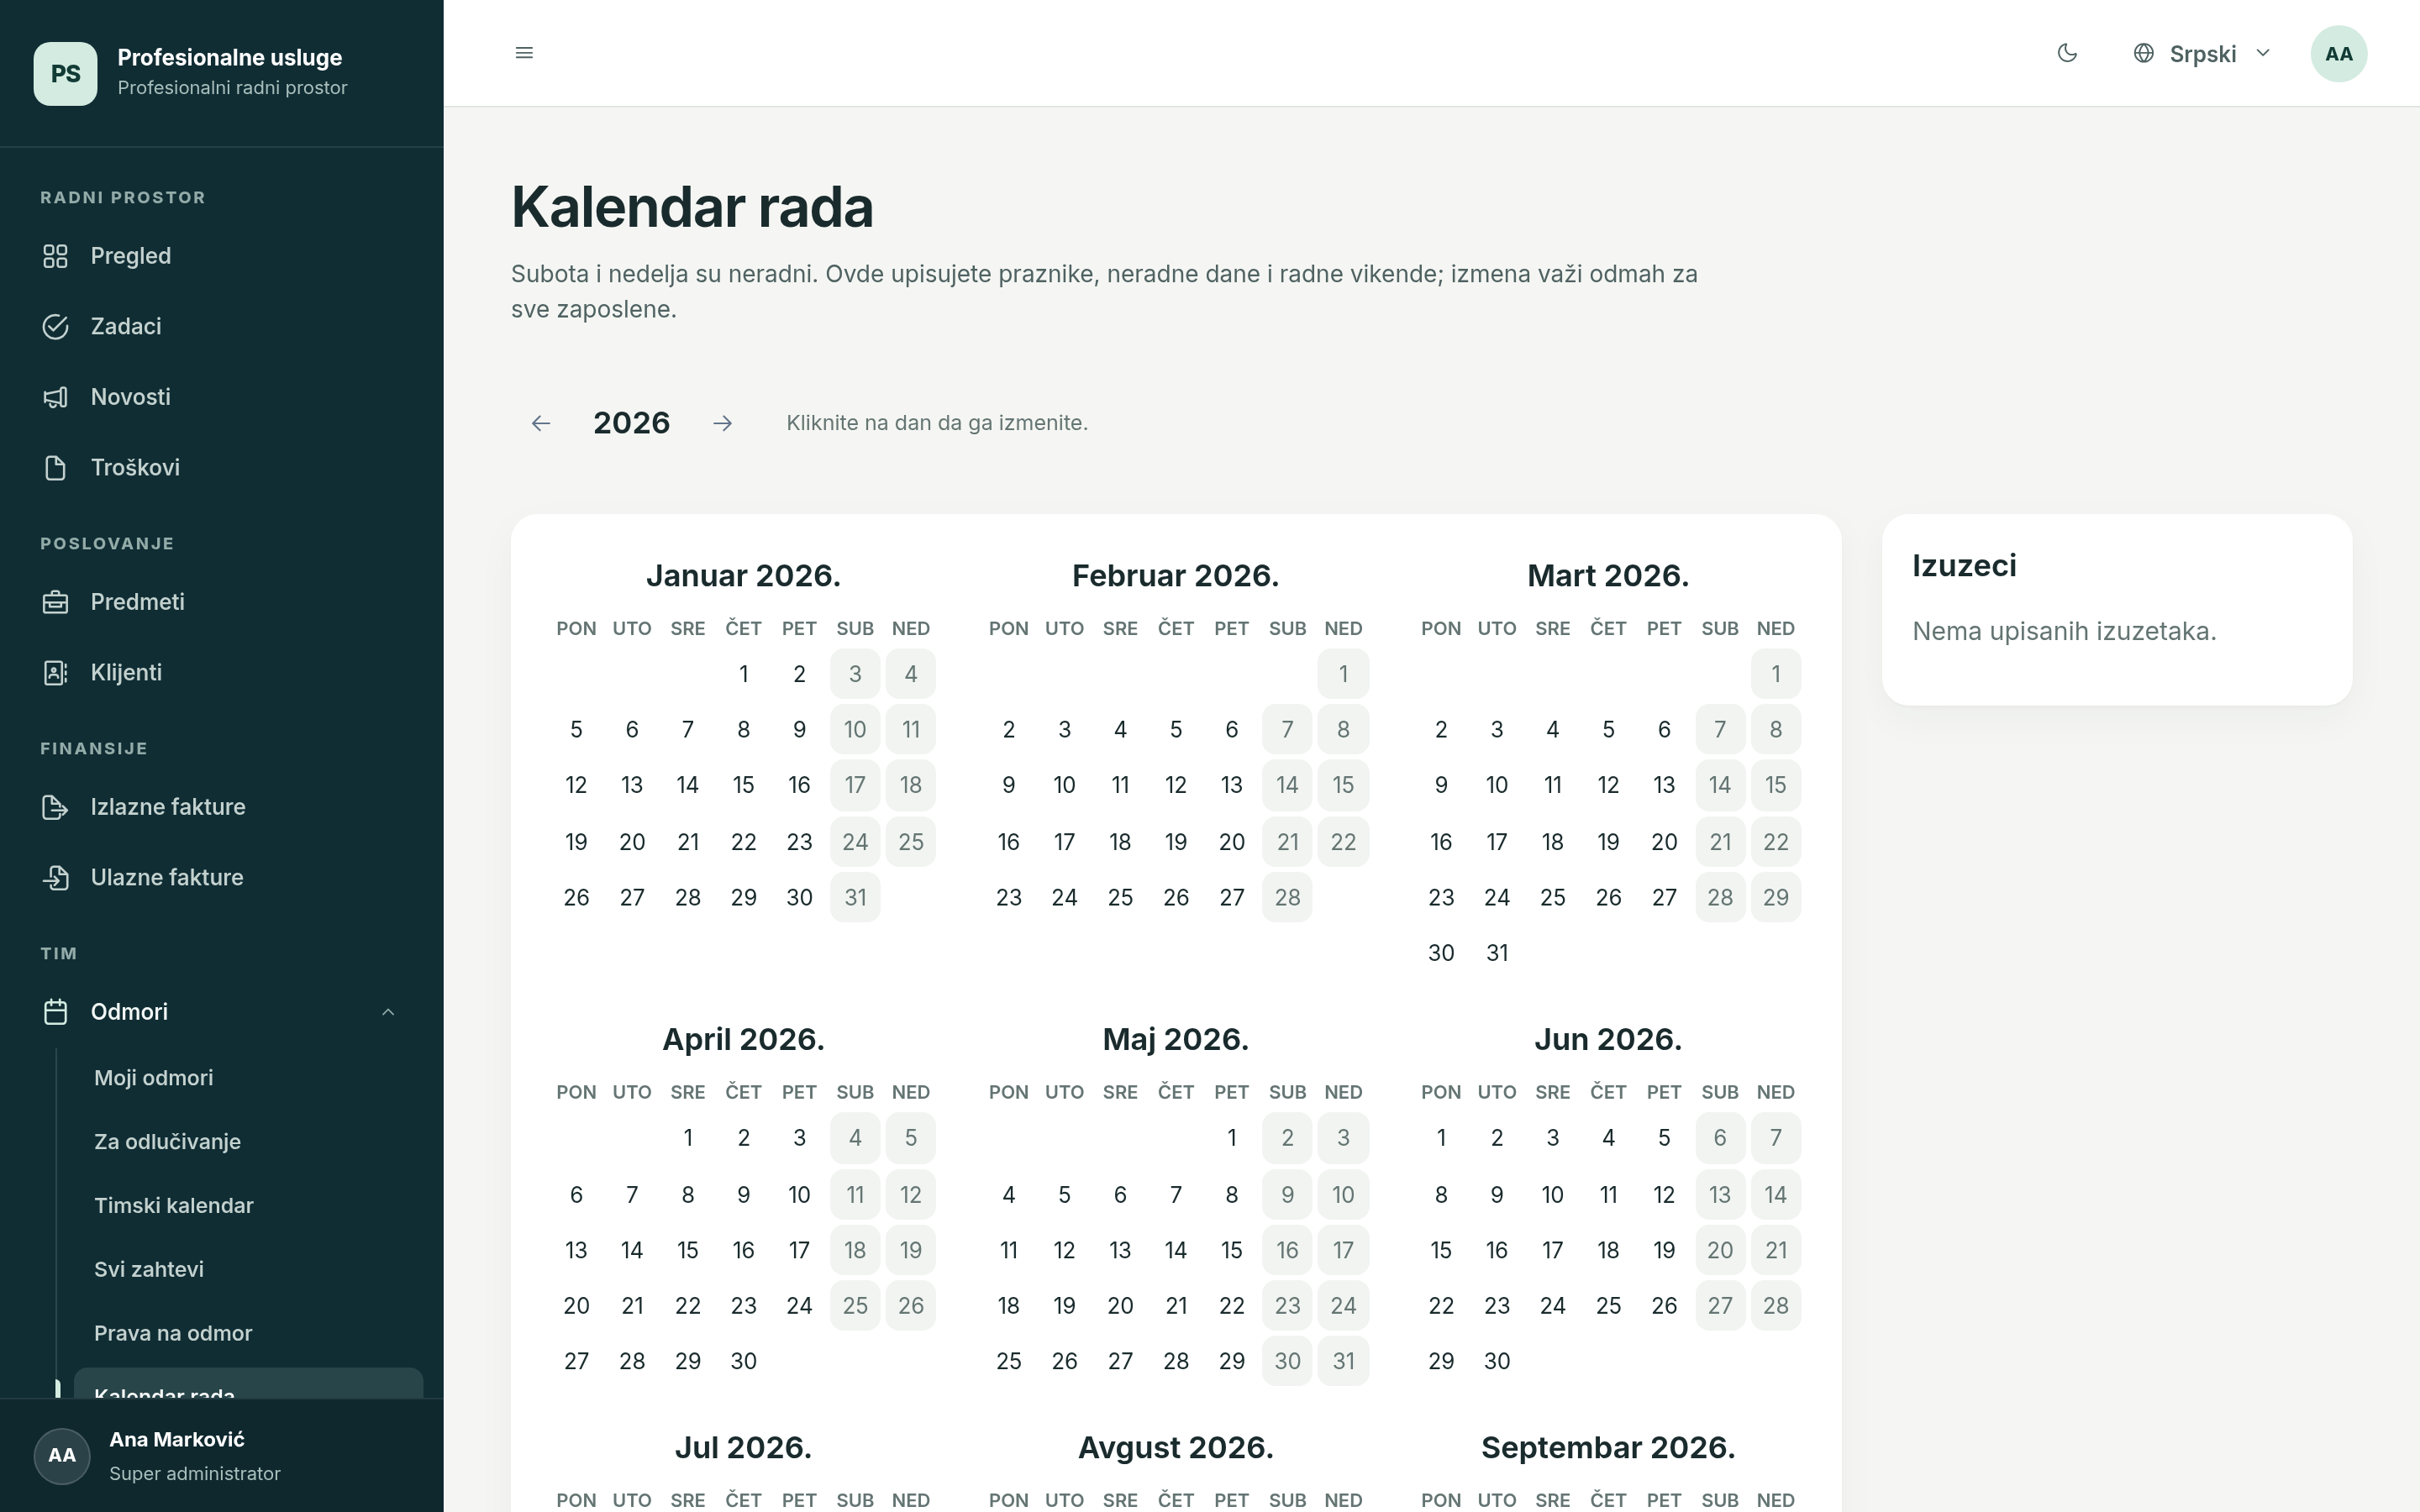 PS
Profesionalne usluge
Profesionalni radni prostor
RADNI PROSTOR
Pregled
Zadaci
Novosti
Troškovi
POSLOVANJE
Predmeti
Klijenti
FINANSIJE
Izlazne fakture
Ulazne fakture
TIM
Odmori
Moji odmori
Za odlučivanje
Timski kalendar
Svi zahtevi
Prava na odmor
Kalendar rada
AA
Ana Marković
Super administrator
Srpski
AA
Kalendar rada
Subota i nedelja su neradni. Ovde upisujete praznike, neradne dane i radne vikende; izmena važi odmah za
sve zaposlene.
2026
Kliknite na dan da ga izmenite.
Januar 2026.
PON UTO SRE ČET PET SUB NED
1 2 3 4
5 6 7 8 9 10 11
12 13 14 15 16 17 18
19 20 21 22 23 24 25
26 27 28 29 30 31
Februar 2026.
PON UTO SRE ČET PET SUB NED
1
2 3 4 5 6 7 8
9 10 11 12 13 14 15
16 17 18 19 20 21 22
23 24 25 26 27 28
Mart 2026.
PON UTO SRE ČET PET SUB NED
1
2 3 4 5 6 7 8
9 10 11 12 13 14 15
16 17 18 19 20 21 22
23 24 25 26 27 28 29
30 31
April 2026.
PON UTO SRE ČET PET SUB NED
1 2 3 4 5
6 7 8 9 10 11 12
13 14 15 16 17 18 19
20 21 22 23 24 25 26
27 28 29 30
Maj 2026.
PON UTO SRE ČET PET SUB NED
1 2 3
4 5 6 7 8 9 10
11 12 13 14 15 16 17
18 19 20 21 22 23 24
25 26 27 28 29 30 31
Jun 2026.
PON UTO SRE ČET PET SUB NED
1 2 3 4 5 6 7
8 9 10 11 12 13 14
15 16 17 18 19 20 21
22 23 24 25 26 27 28
29 30
Jul 2026.
PON UTO SRE ČET PET SUB NED
Avgust 2026.
PON UTO SRE ČET PET SUB NED
Septembar 2026.
PON UTO SRE ČET PET SUB NED
Izuzeci
Nema upisanih izuzetaka.